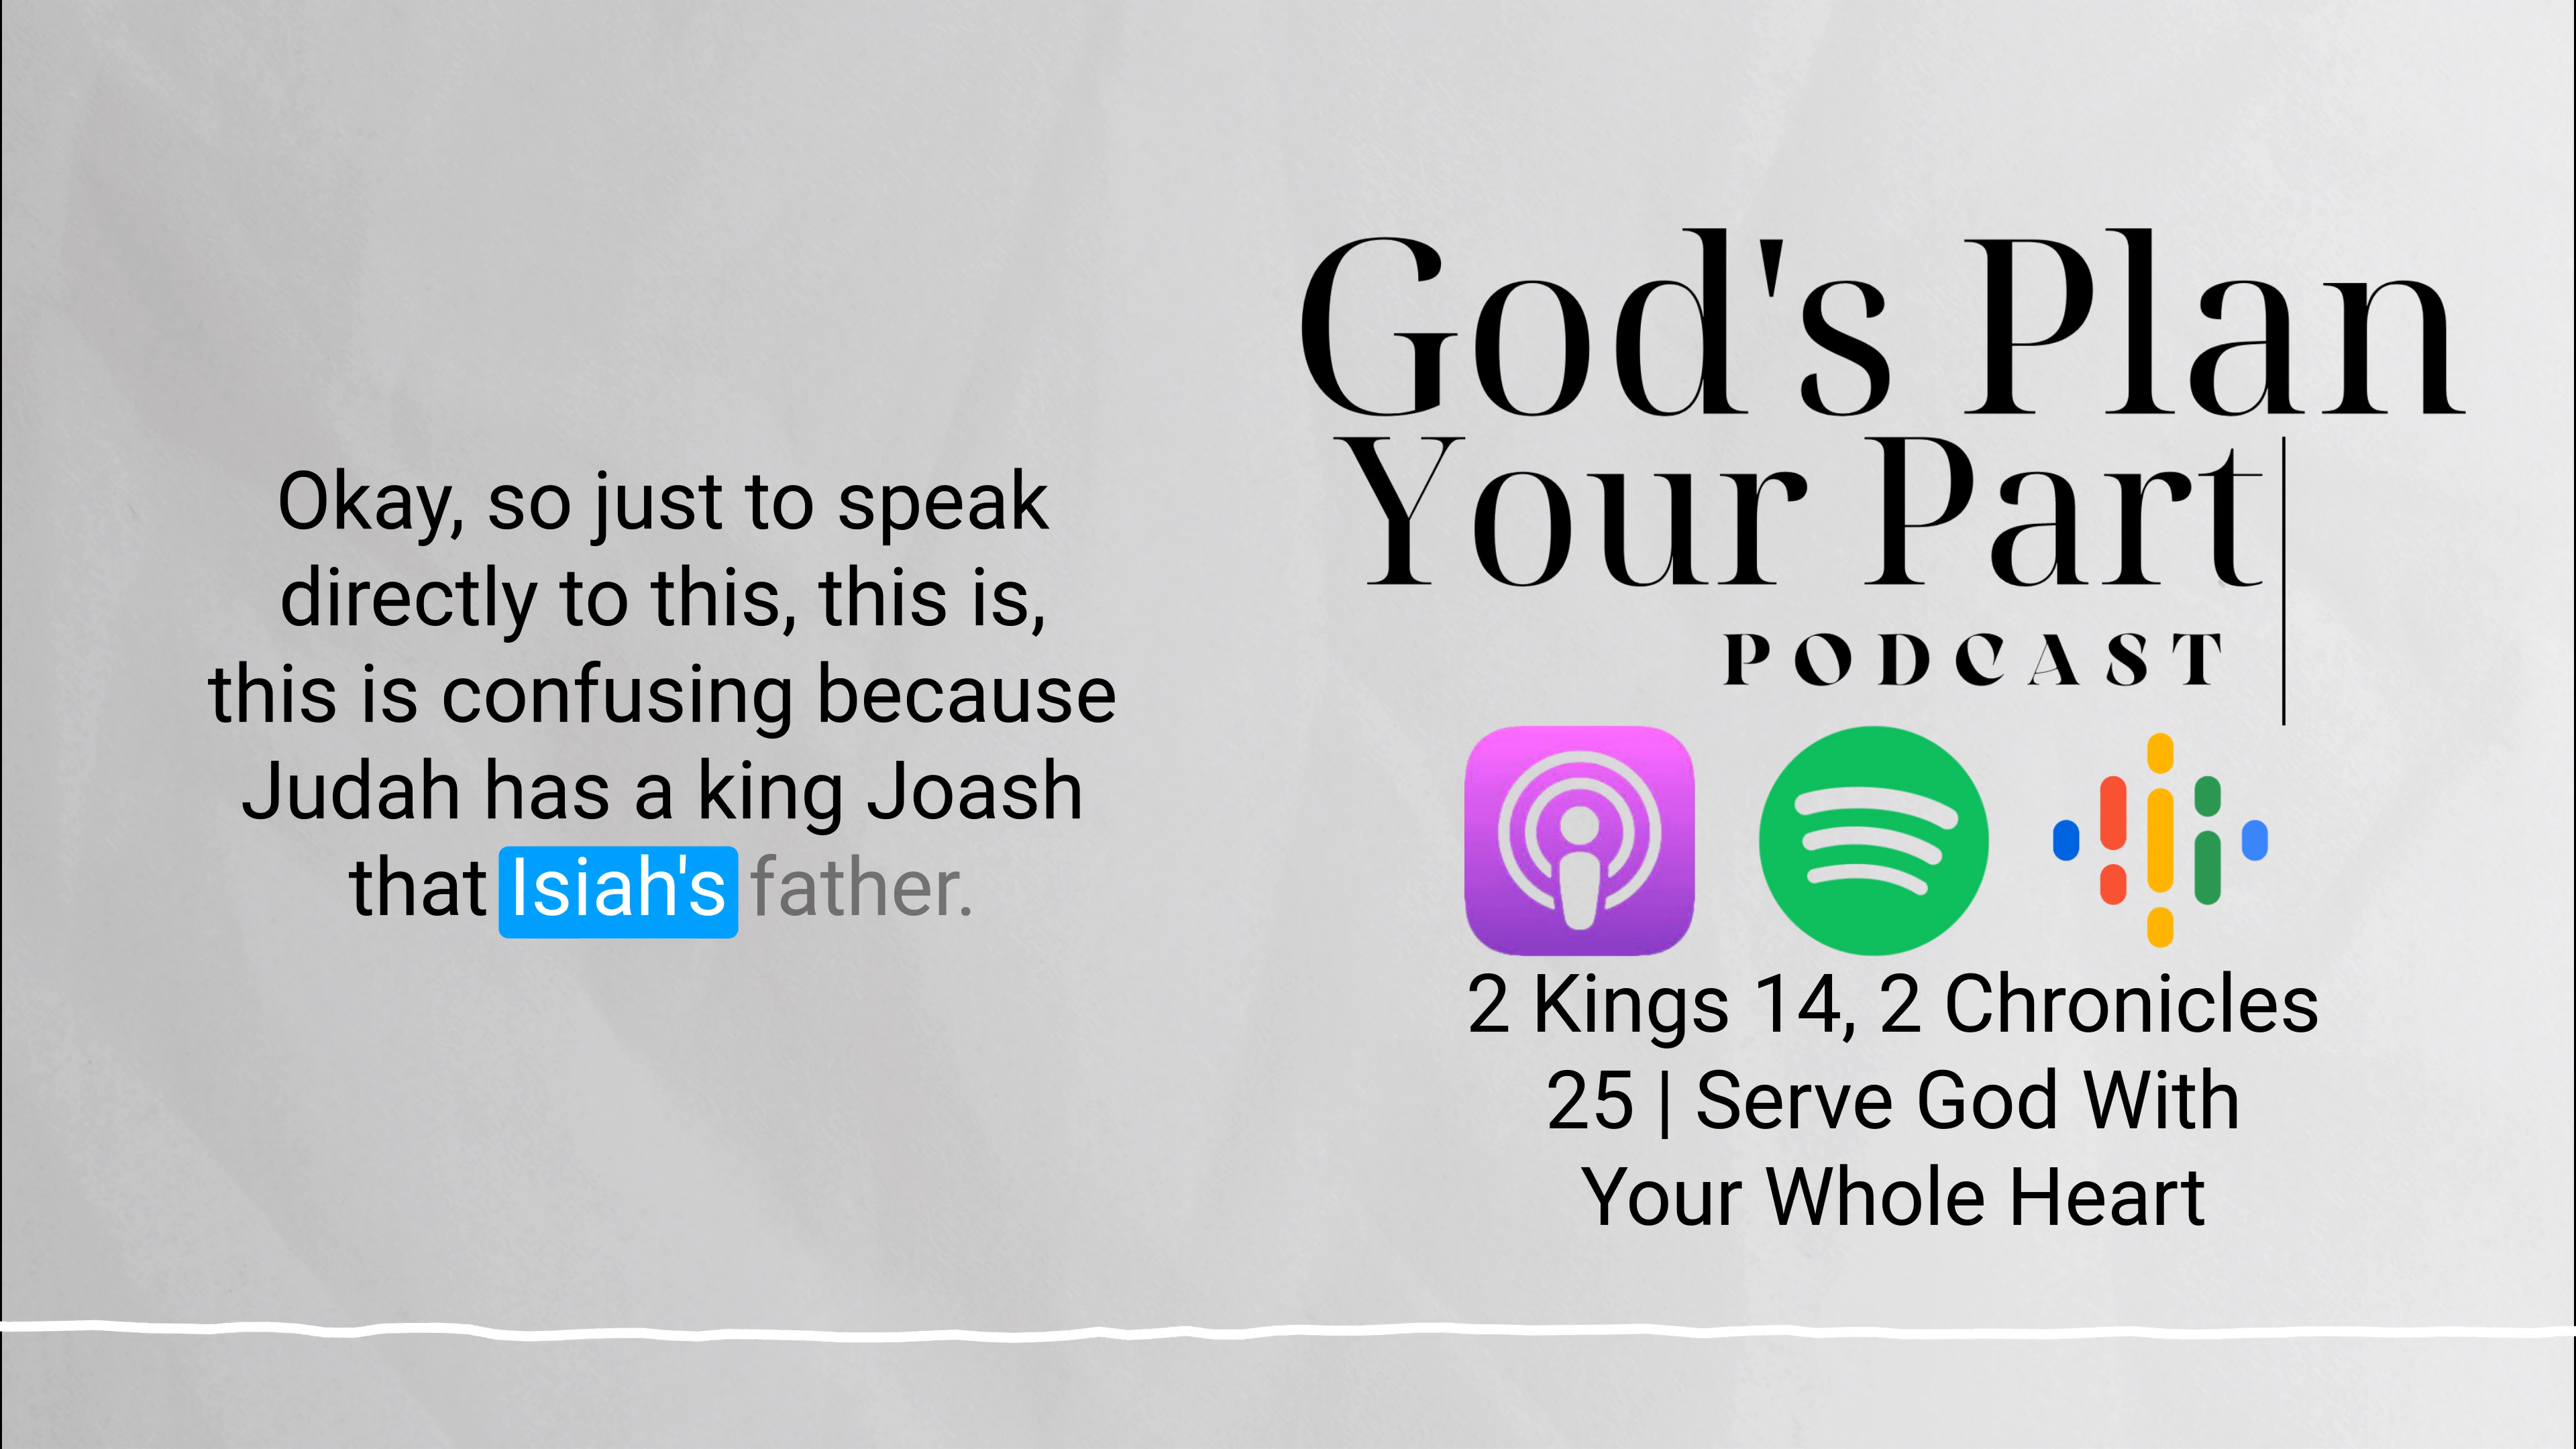 Okay, so just to speak
directly to this, this is,
this is confusing because
Judah has a king Joash
that Isiah's father.
God's Plan
Your Part
PODCAST
2 Kings 14, 2 Chronicles
25 | Serve God With
Your Whole Heart